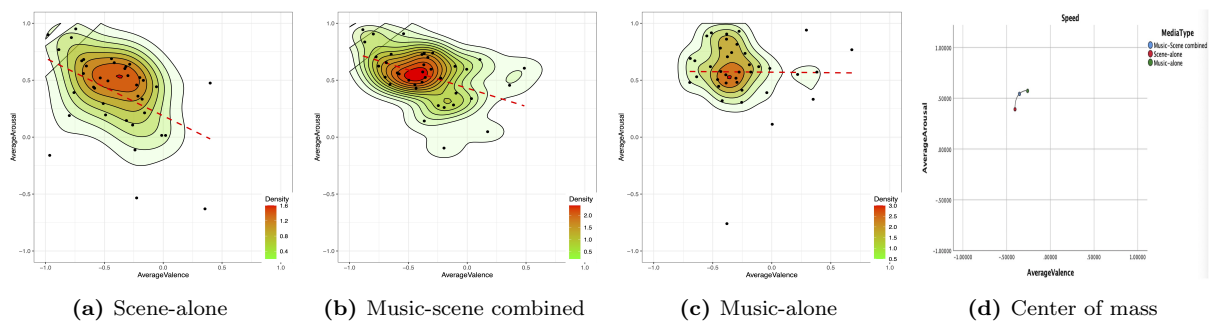 1.0
0.5
0.0
−0.5
−1.0
AverageArousal
−1.0 −0.5 0.0 0.5 1.0
AverageValence
Density
1.6
1.2
0.8
0.4
(a) Scene-alone
1.0
0.5
0.0
−0.5
−1.0
AverageArousal
−1.0 −0.5 0.0 0.5 1.0
AverageValence
Density
2.0
1.5
1.0
0.5
(b) Music-scene combined
1.0
0.5
0.0
−0.5
−1.0
AverageArousal
−1.0 −0.5 0.0 0.5 1.0
AverageValence
Density
3.0
2.5
2.0
1.5
1.0
0.5
(c) Music-alone
Speed
MediaType
Music-Scene combined
Scene-alone
Music-alone
1.00000
.50000
.00000
-.50000
-1.00000
AverageArousal
-1.00000 -.50000 .00000 .50000 1.00000
AverageValence
(d) Center of mass